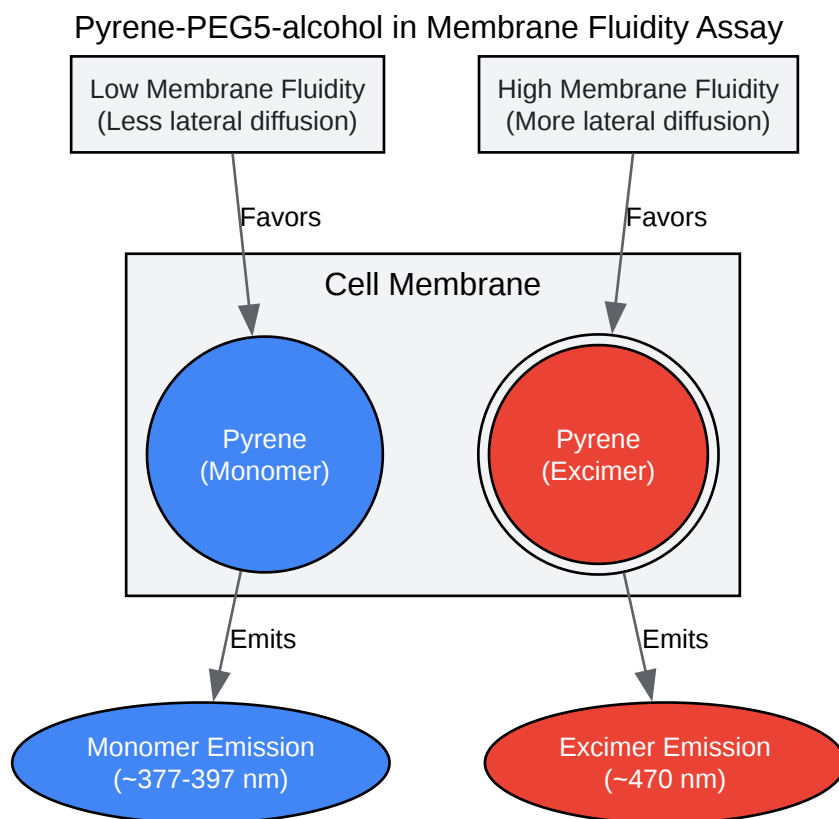 Pyrene-PEG5-alcohol in Membrane Fluidity Assay
Low Membrane Fluidity
(Less lateral diffusion)
High Membrane Fluidity
(More lateral diffusion)
Favors
Favors
Cell Membrane
Pyrene
(Monomer)
Pyrene
(Excimer)
Emits
Emits
Monomer Emission
(~377-397 nm)
Excimer Emission
(~470 nm)